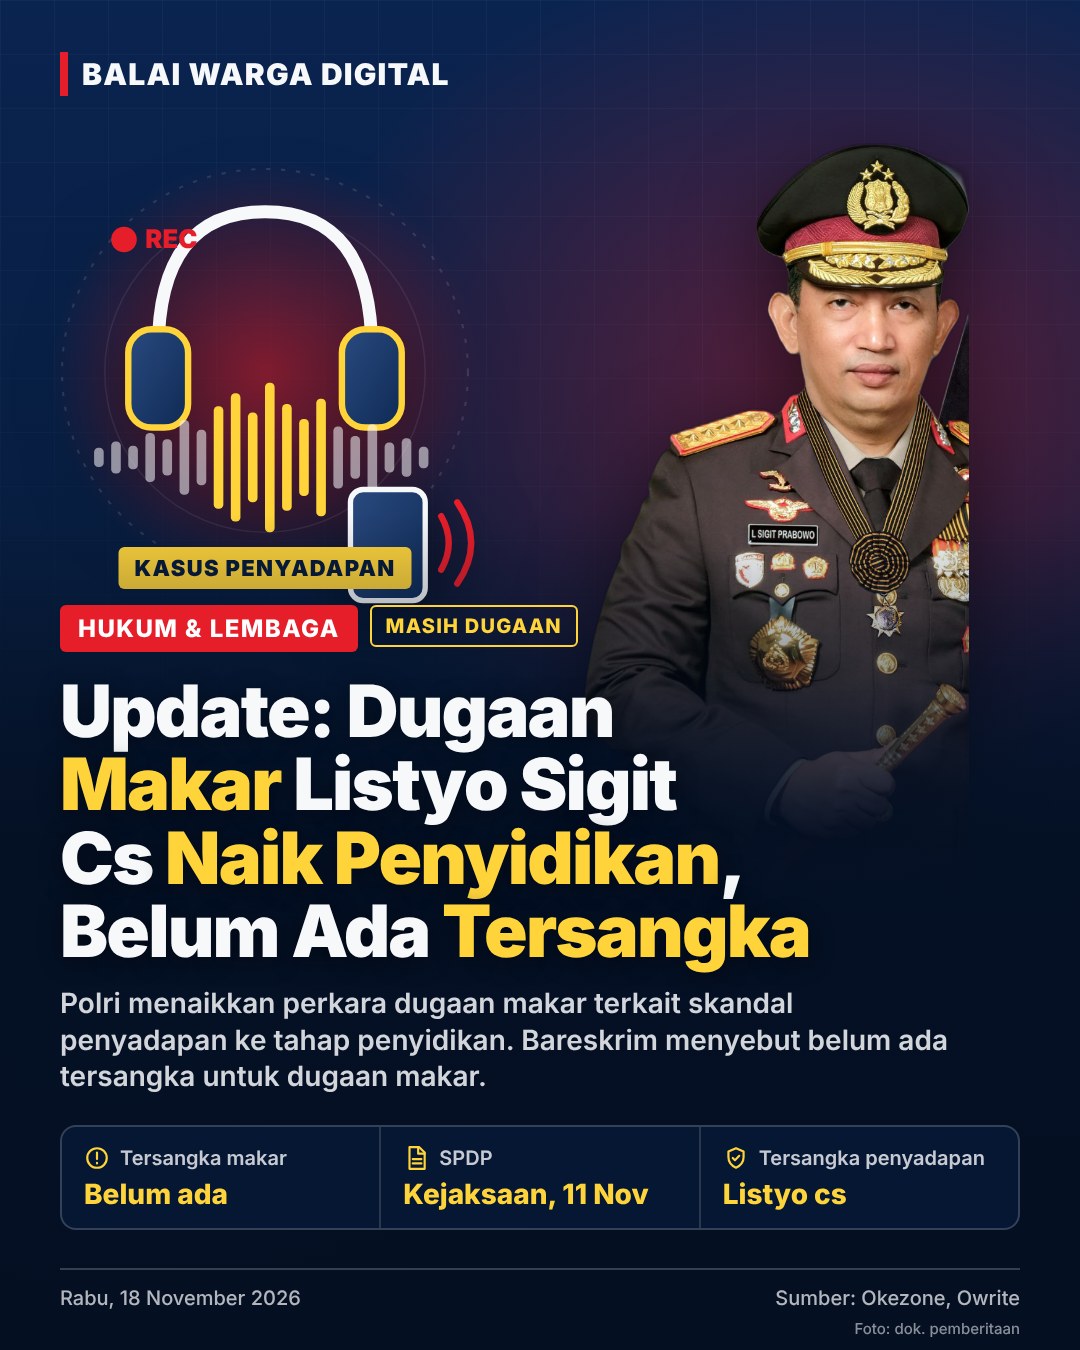 BALAI WARGA DIGITAL
REC
L SIGIT PRABOWO
KASUS PENYADAPAN
HUKUM & LEMBAGA
MASIH DUGAAN
Update: Dugaan
Makar Listyo Sigit
Cs Naik Penyidikan,
Belum Ada Tersangka
Polri menaikkan perkara dugaan makar terkait skandal
penyadapan ke tahap penyidikan. Bareskrim menyebut belum ada
tersangka untuk dugaan makar.
Tersangka makar
Belum ada
SPDP
Kejaksaan, 11 Nov
Tersangka penyadapan
Listyo cs
Rabu, 18 November 2026
Sumber: Okezone, Owrite
Foto: dok. pemberitaan